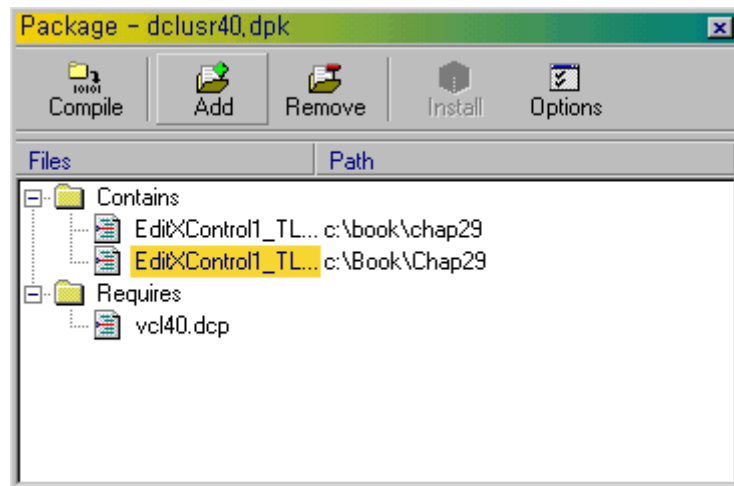 Package - dclusr40.dpk
Compile Add Remove Install Options
Files Path
Contains
EditXControl1_TL... c:\book\chap29
EditXControl1_TL... c:\Book\Chap29
Requires
vcl40.dcp